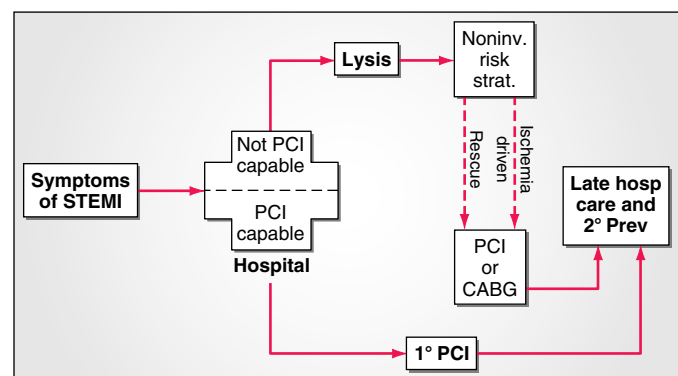 Symptoms
of STEMI
Not PCI
capable
PCI
capable
Hospital
Lysis
Noninv.
risk
strat.
Rescue
Ischemia
driven
PCI
or
CABG
1° PCI
Late hosp
care and
2° Prev